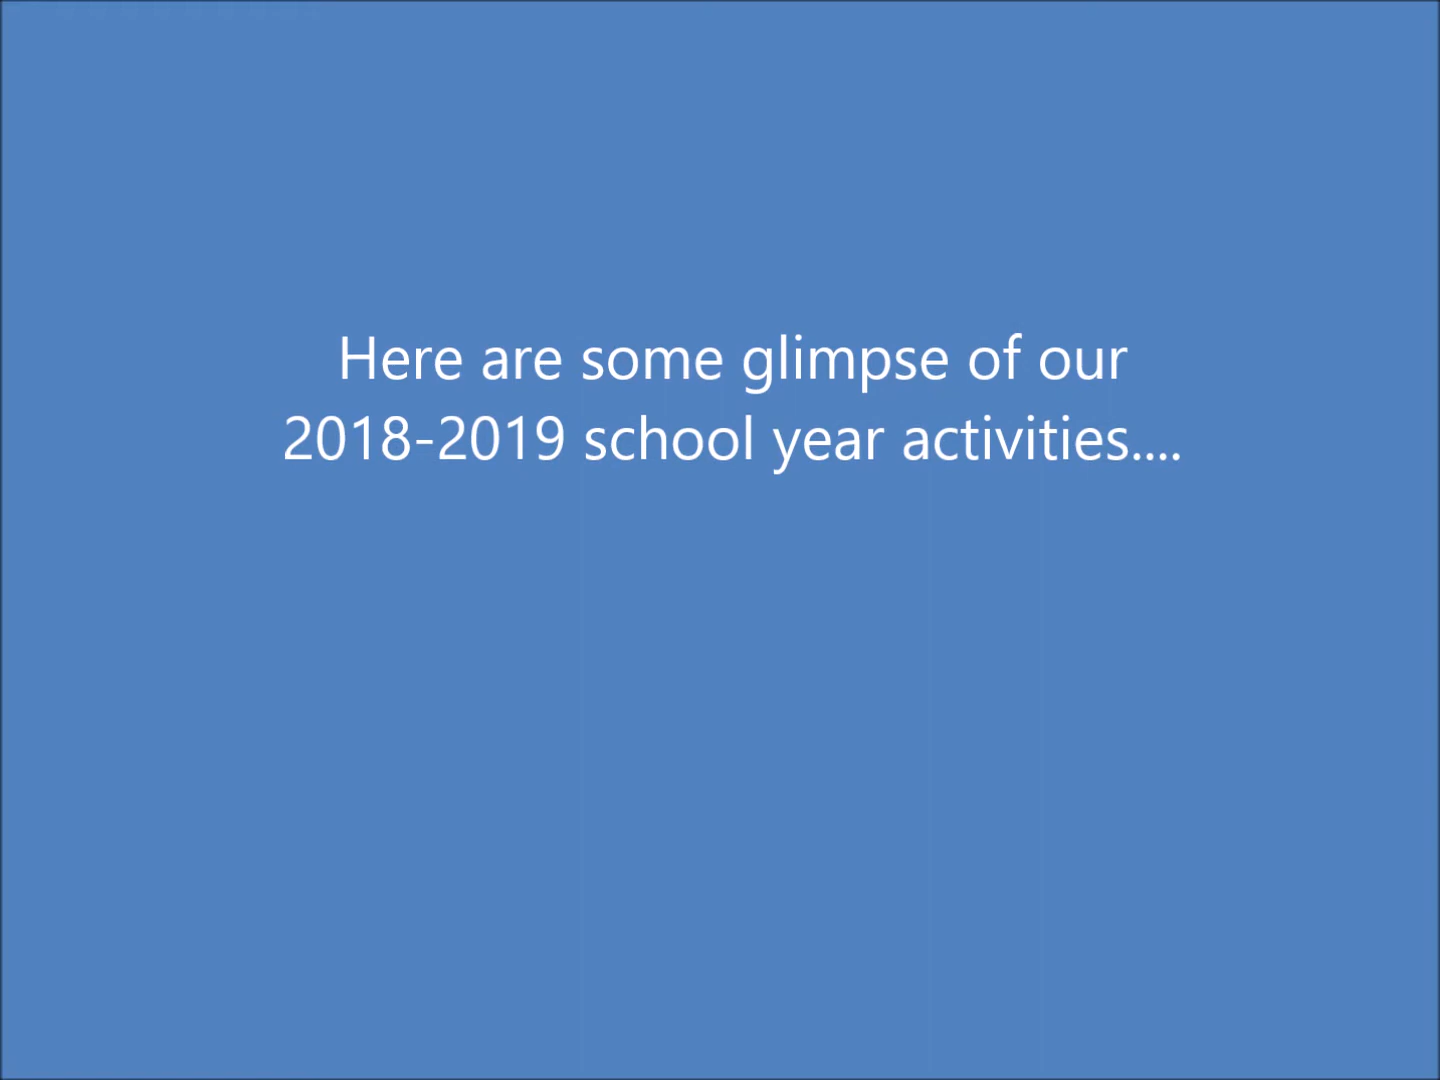 Here are some glimpse of our
2018-2019 school year activities....